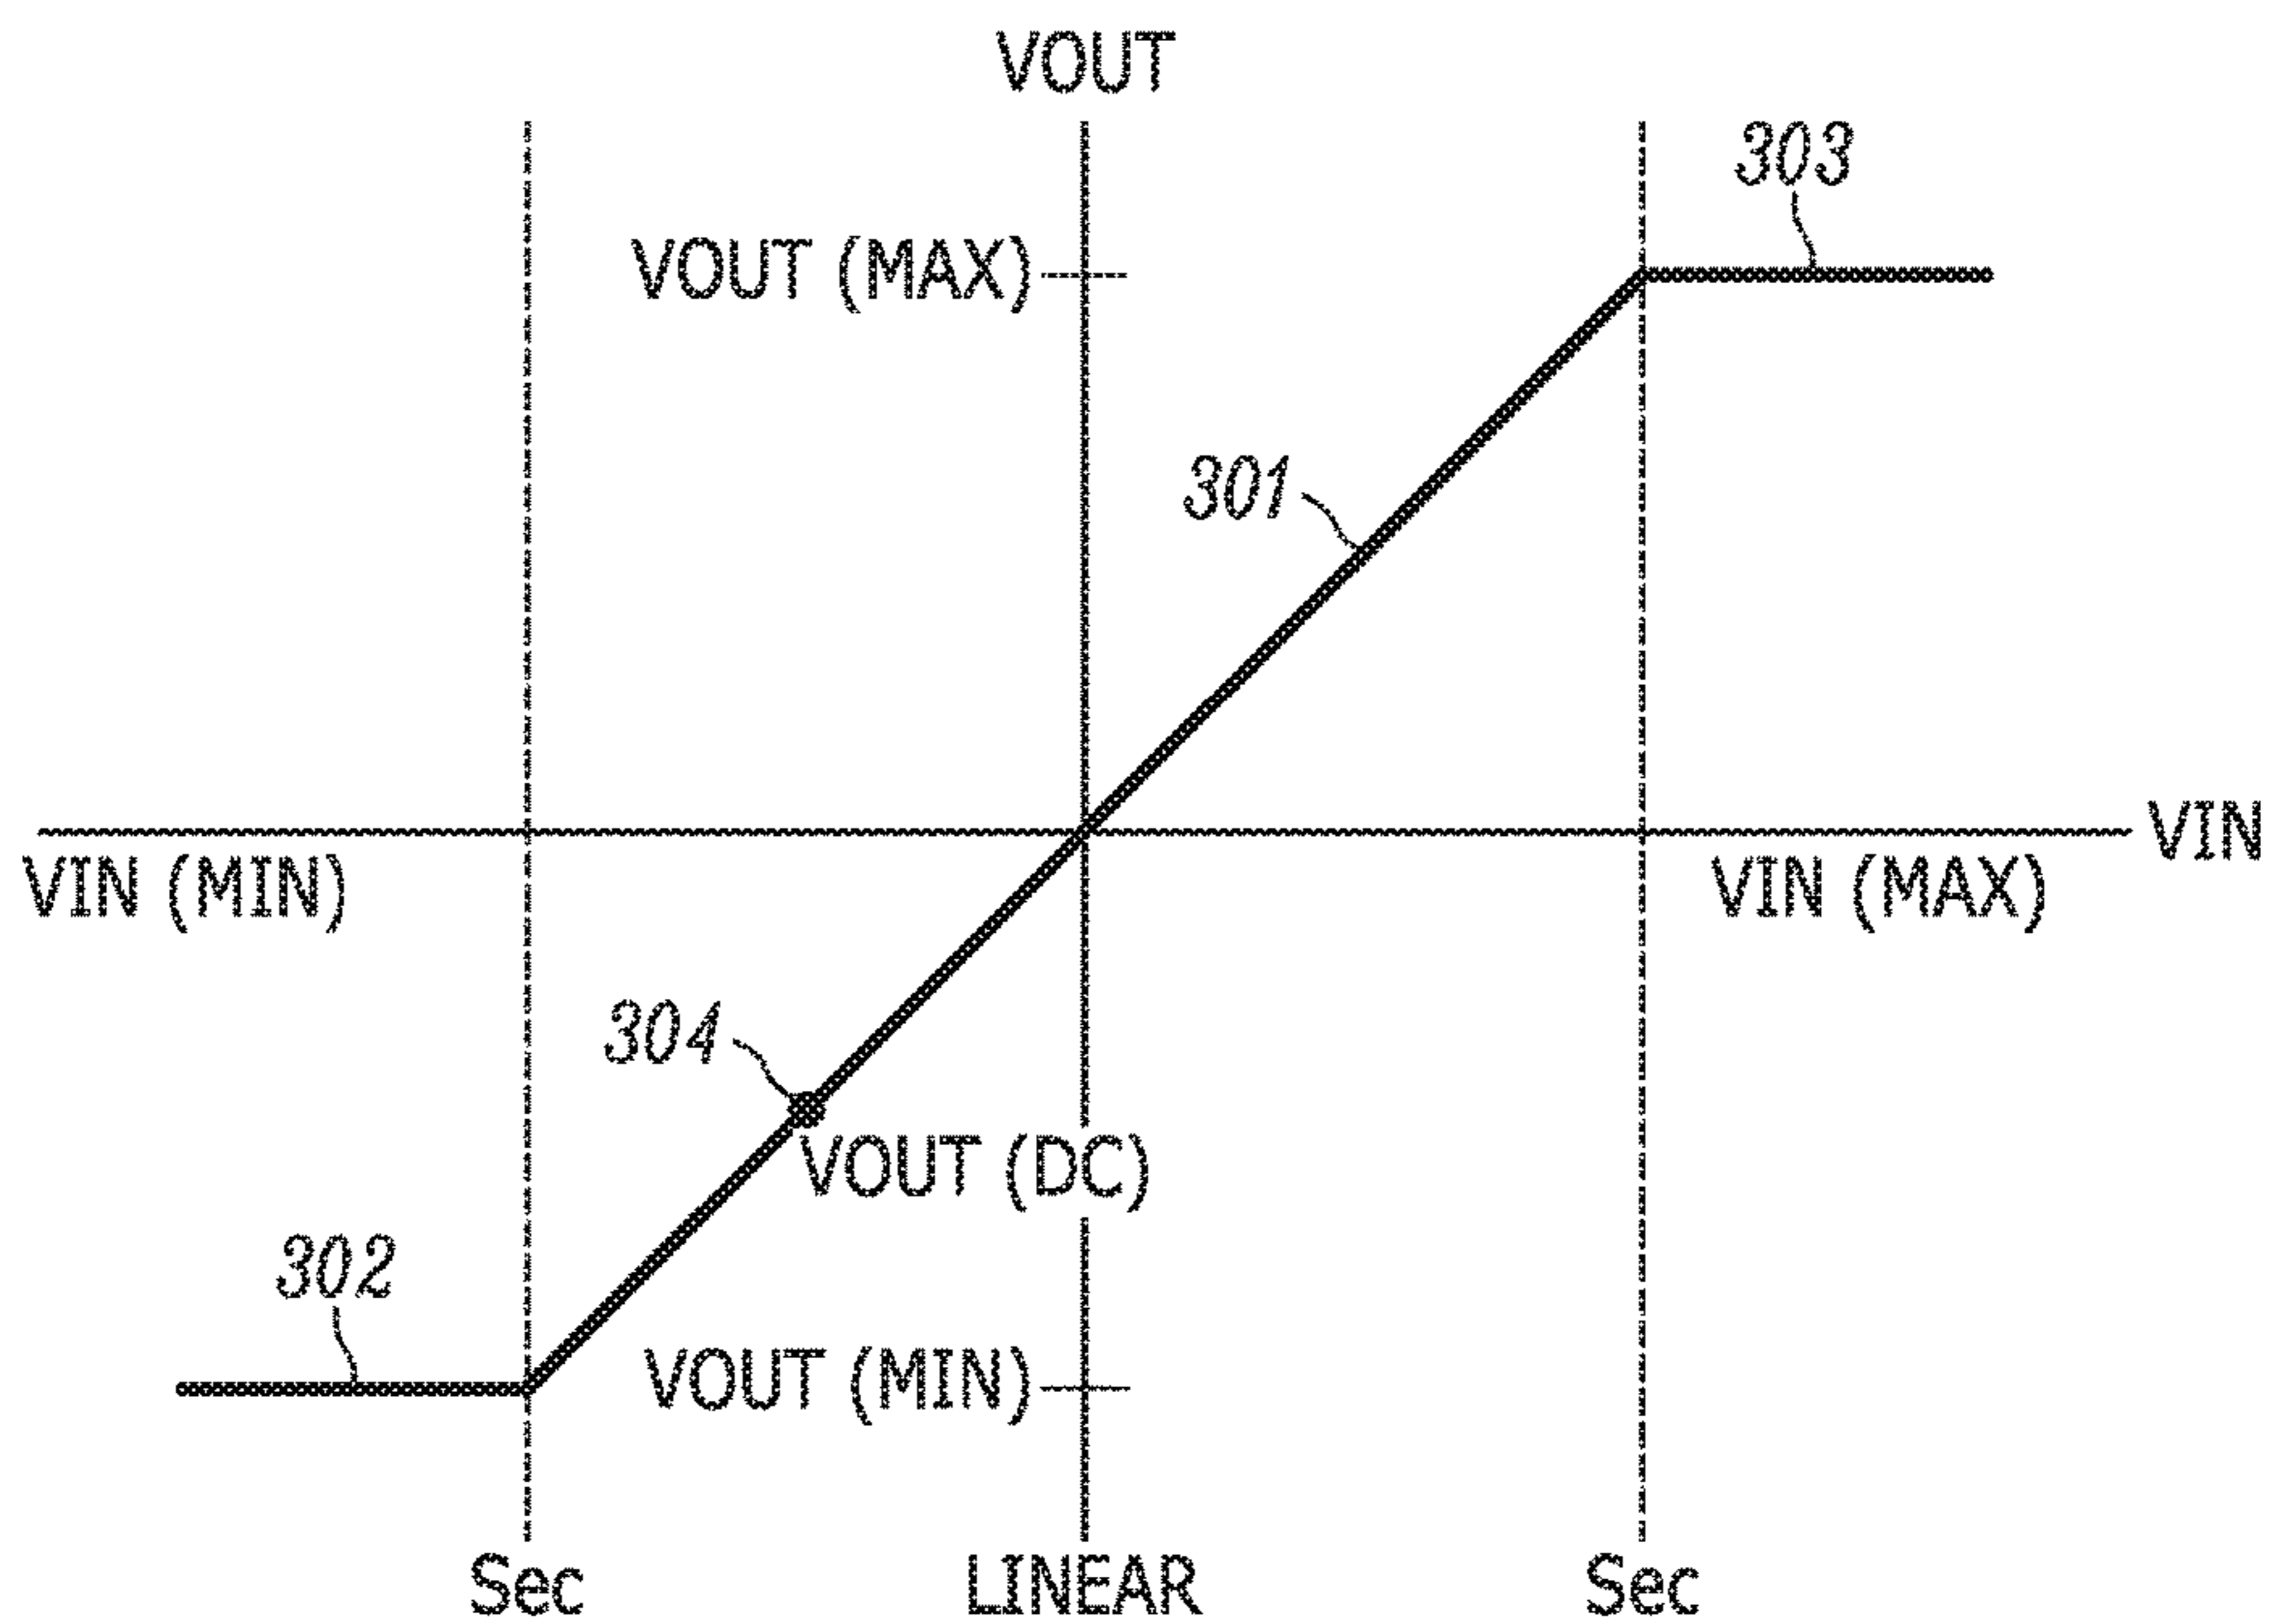 VOUT
303
VOUT (MAX)
301
VIN
VIN (MIN)
VIN (MAX)
304
VOUT (DC)
302
VOUT (MIN)
Sec
LINEAR
Sec